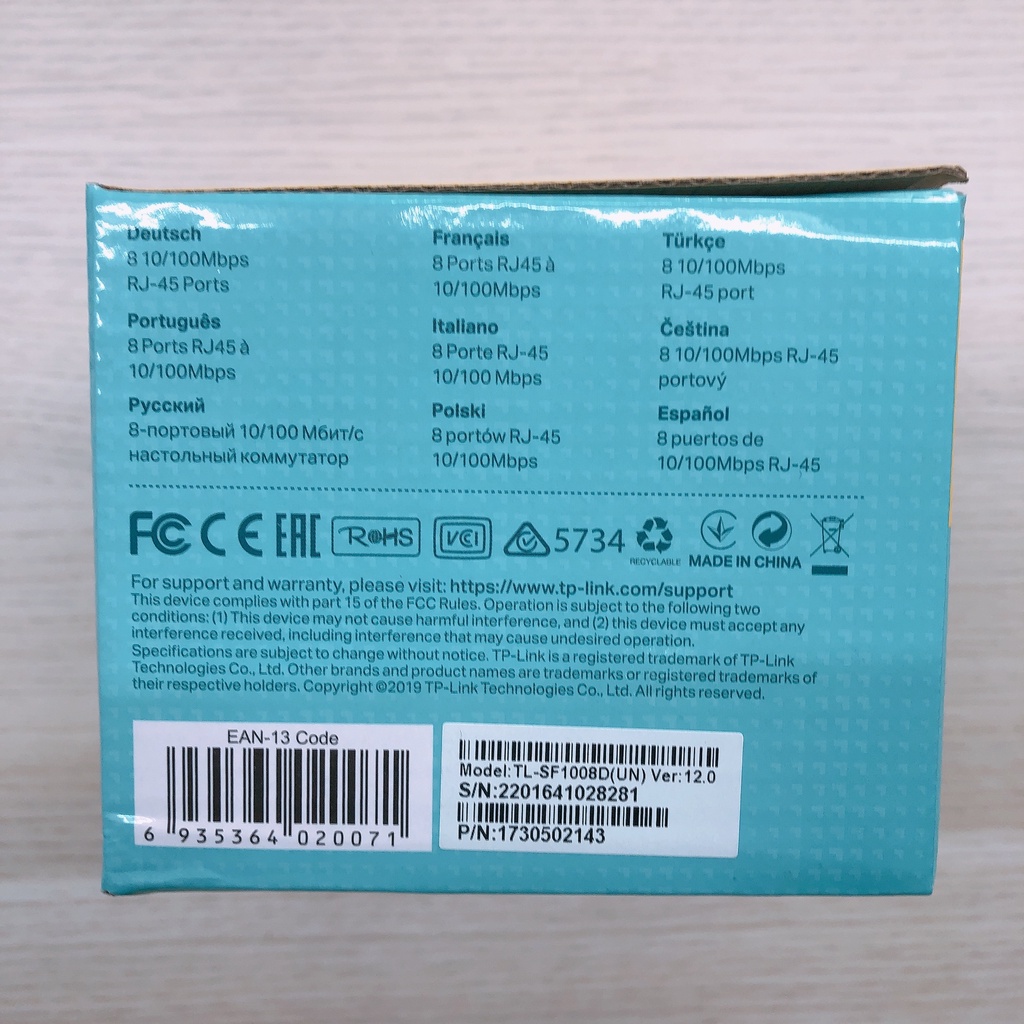 Deutsch
8 10/100Mbps
RJ-45 Ports
Français
8 Ports RJ45 à
10/100Mbps
Türkçe
8 10/100Mbps
RJ-45 port
Português
8 Ports RJ45 à
10/100Mbps
Italiano
8 Porte RJ-45
10/100 Mbps
Čeština
8 10/100Mbps RJ-45
portový
Русский
8-портовый 10/100 Мбит/с
настольный коммутатор
Polski
8 portów RJ-45
10/100Mbps
Español
8 puertos de
10/100Mbps RJ-45
FC CE EAC RoHS VCCI 5734
RECYCLABLE MADE IN CHINA
For support and warranty, please visit: https://www.tp-link.com/support
This device complies with part 15 of the FCC Rules. Operation is subject to the following two
conditions: (1) This device may not cause harmful interference, and (2) this device must accept any
interference received, including interference that may cause undesired operation.
Specifications are subject to change without notice. TP-Link is a registered trademark of TP-Link
Technologies Co., Ltd. Other brands and product names are trademarks or registered trademarks of
their respective holders. Copyright ©2019 TP-Link Technologies Co., Ltd. All rights reserved.
EAN-13 Code
6 935364 020071
Model:TL-SF1008D(UN) Ver:12.0
S/N:2201641028281
P/N:1730502143